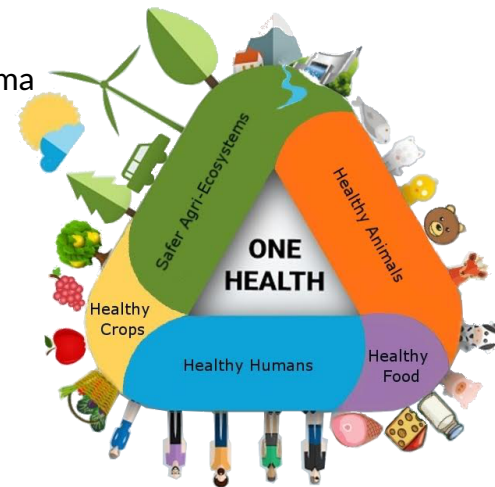 ma
Safer Agri-Ecosystems
Healthy Animals
ONE
HEALTH
Healthy
Crops
Healthy Humans
Healthy
Food